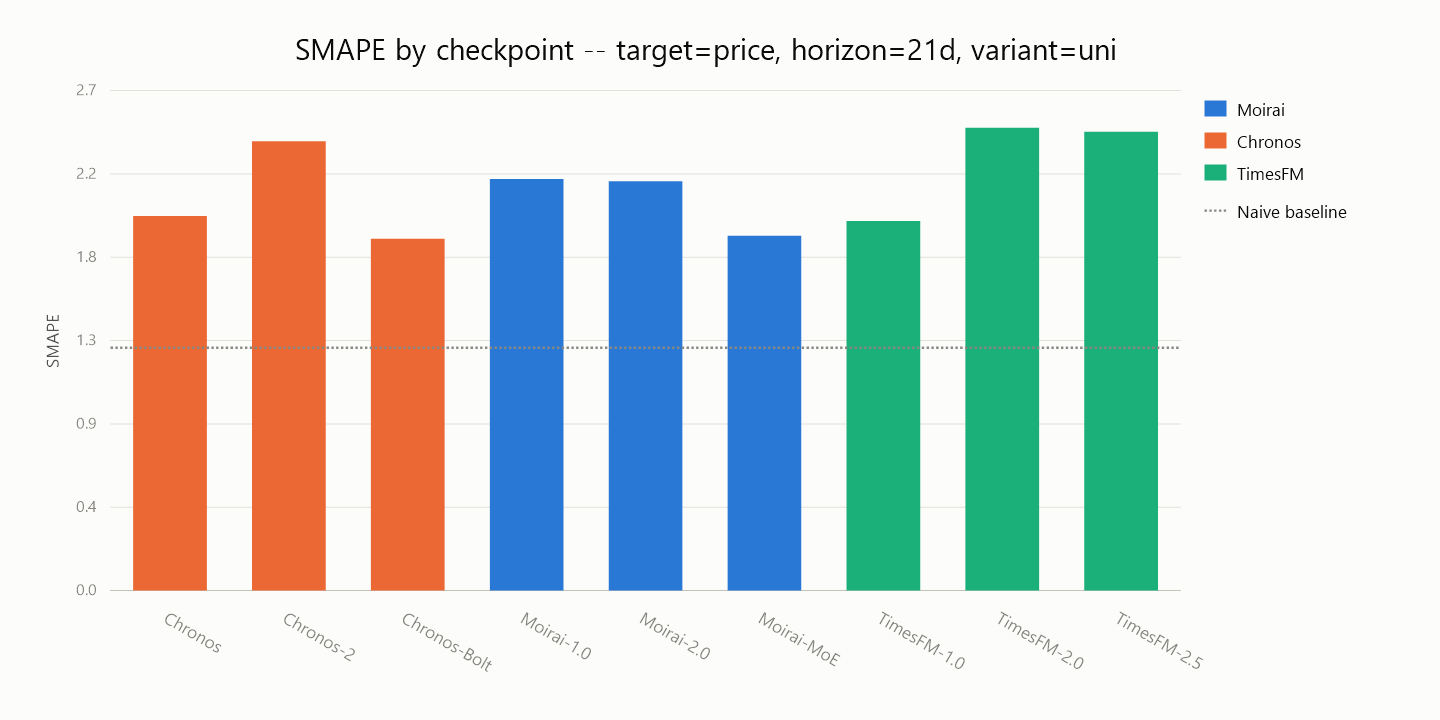 SMAPE by checkpoint -- target=price, horizon=21d, variant=uni
2.7
2.2
1.8
1.3
0.9
0.4
0.0
SMAPE
Chronos
Chronos-2
Chronos-Bolt
Moirai-1.0
Moirai-2.0
Moirai-MoE
TimesFM-1.0
TimesFM-2.0
TimesFM-2.5
Moirai
Chronos
TimesFM
Naive baseline